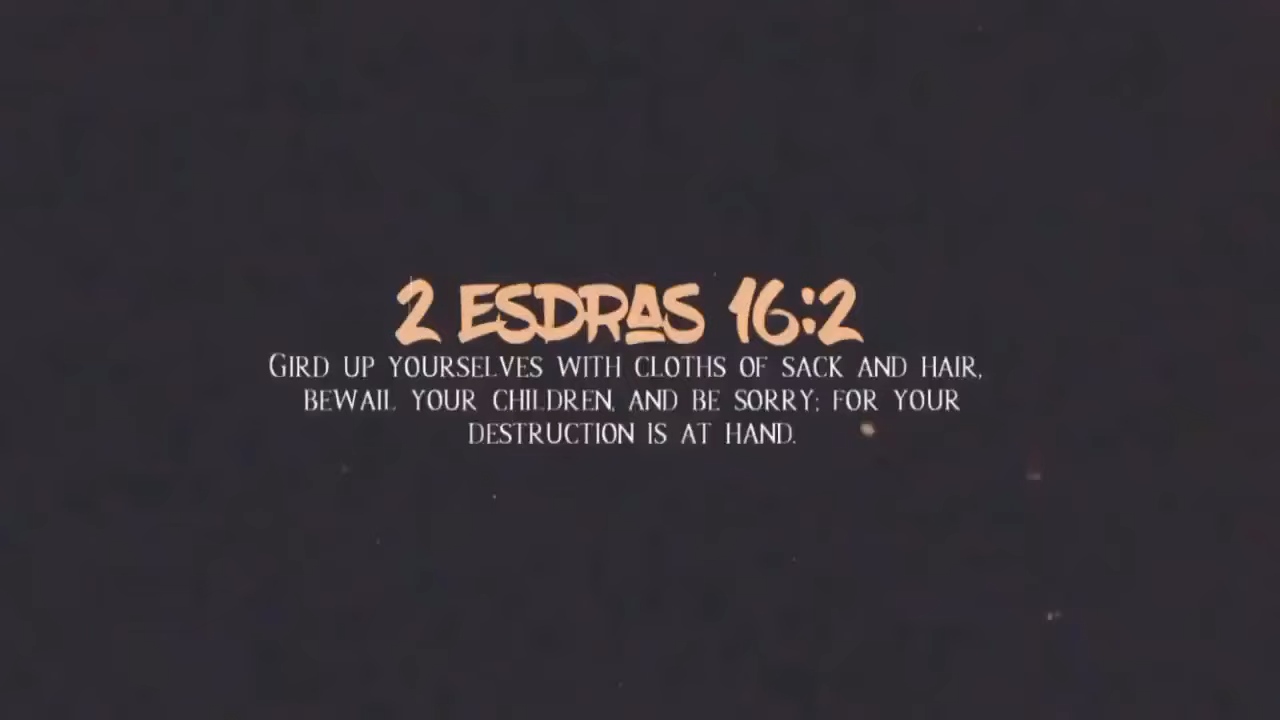 2 ESDRAS 16:2
GIRD UP YOURSELVES WITH CLOTHS OF SACK AND HAIR,
BEWAIL YOUR CHILDREN, AND BE SORRY; FOR YOUR
DESTRUCTION IS AT HAND.